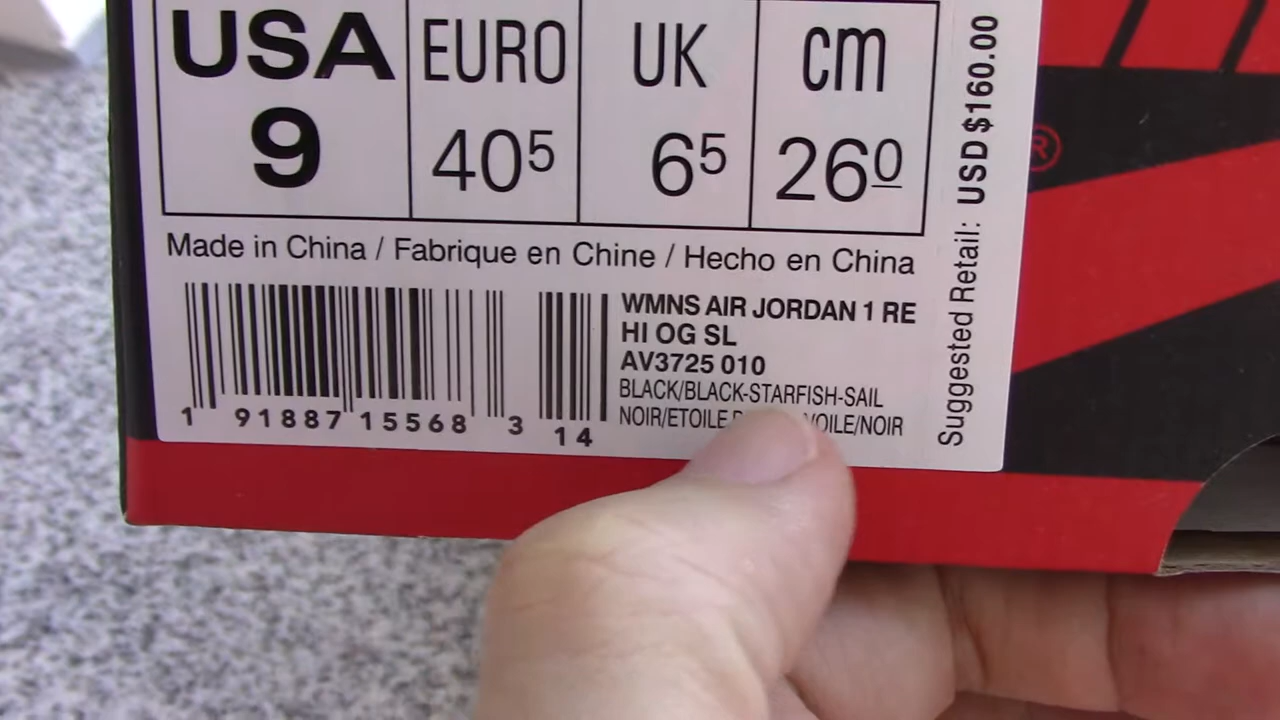 USA EURO UK cm
9 40⁵ 6⁵ 26⁰
Made in China / Fabrique en Chine / Hecho en China
WMNS AIR JORDAN 1 RE
HI OG SL
AV3725 010
BLACK/BLACK-STARFISH-SAIL
NOIR/ETOILE VOILE/NOIR
1 91887 15568 3 14
Suggested Retail: USD $160.00
®